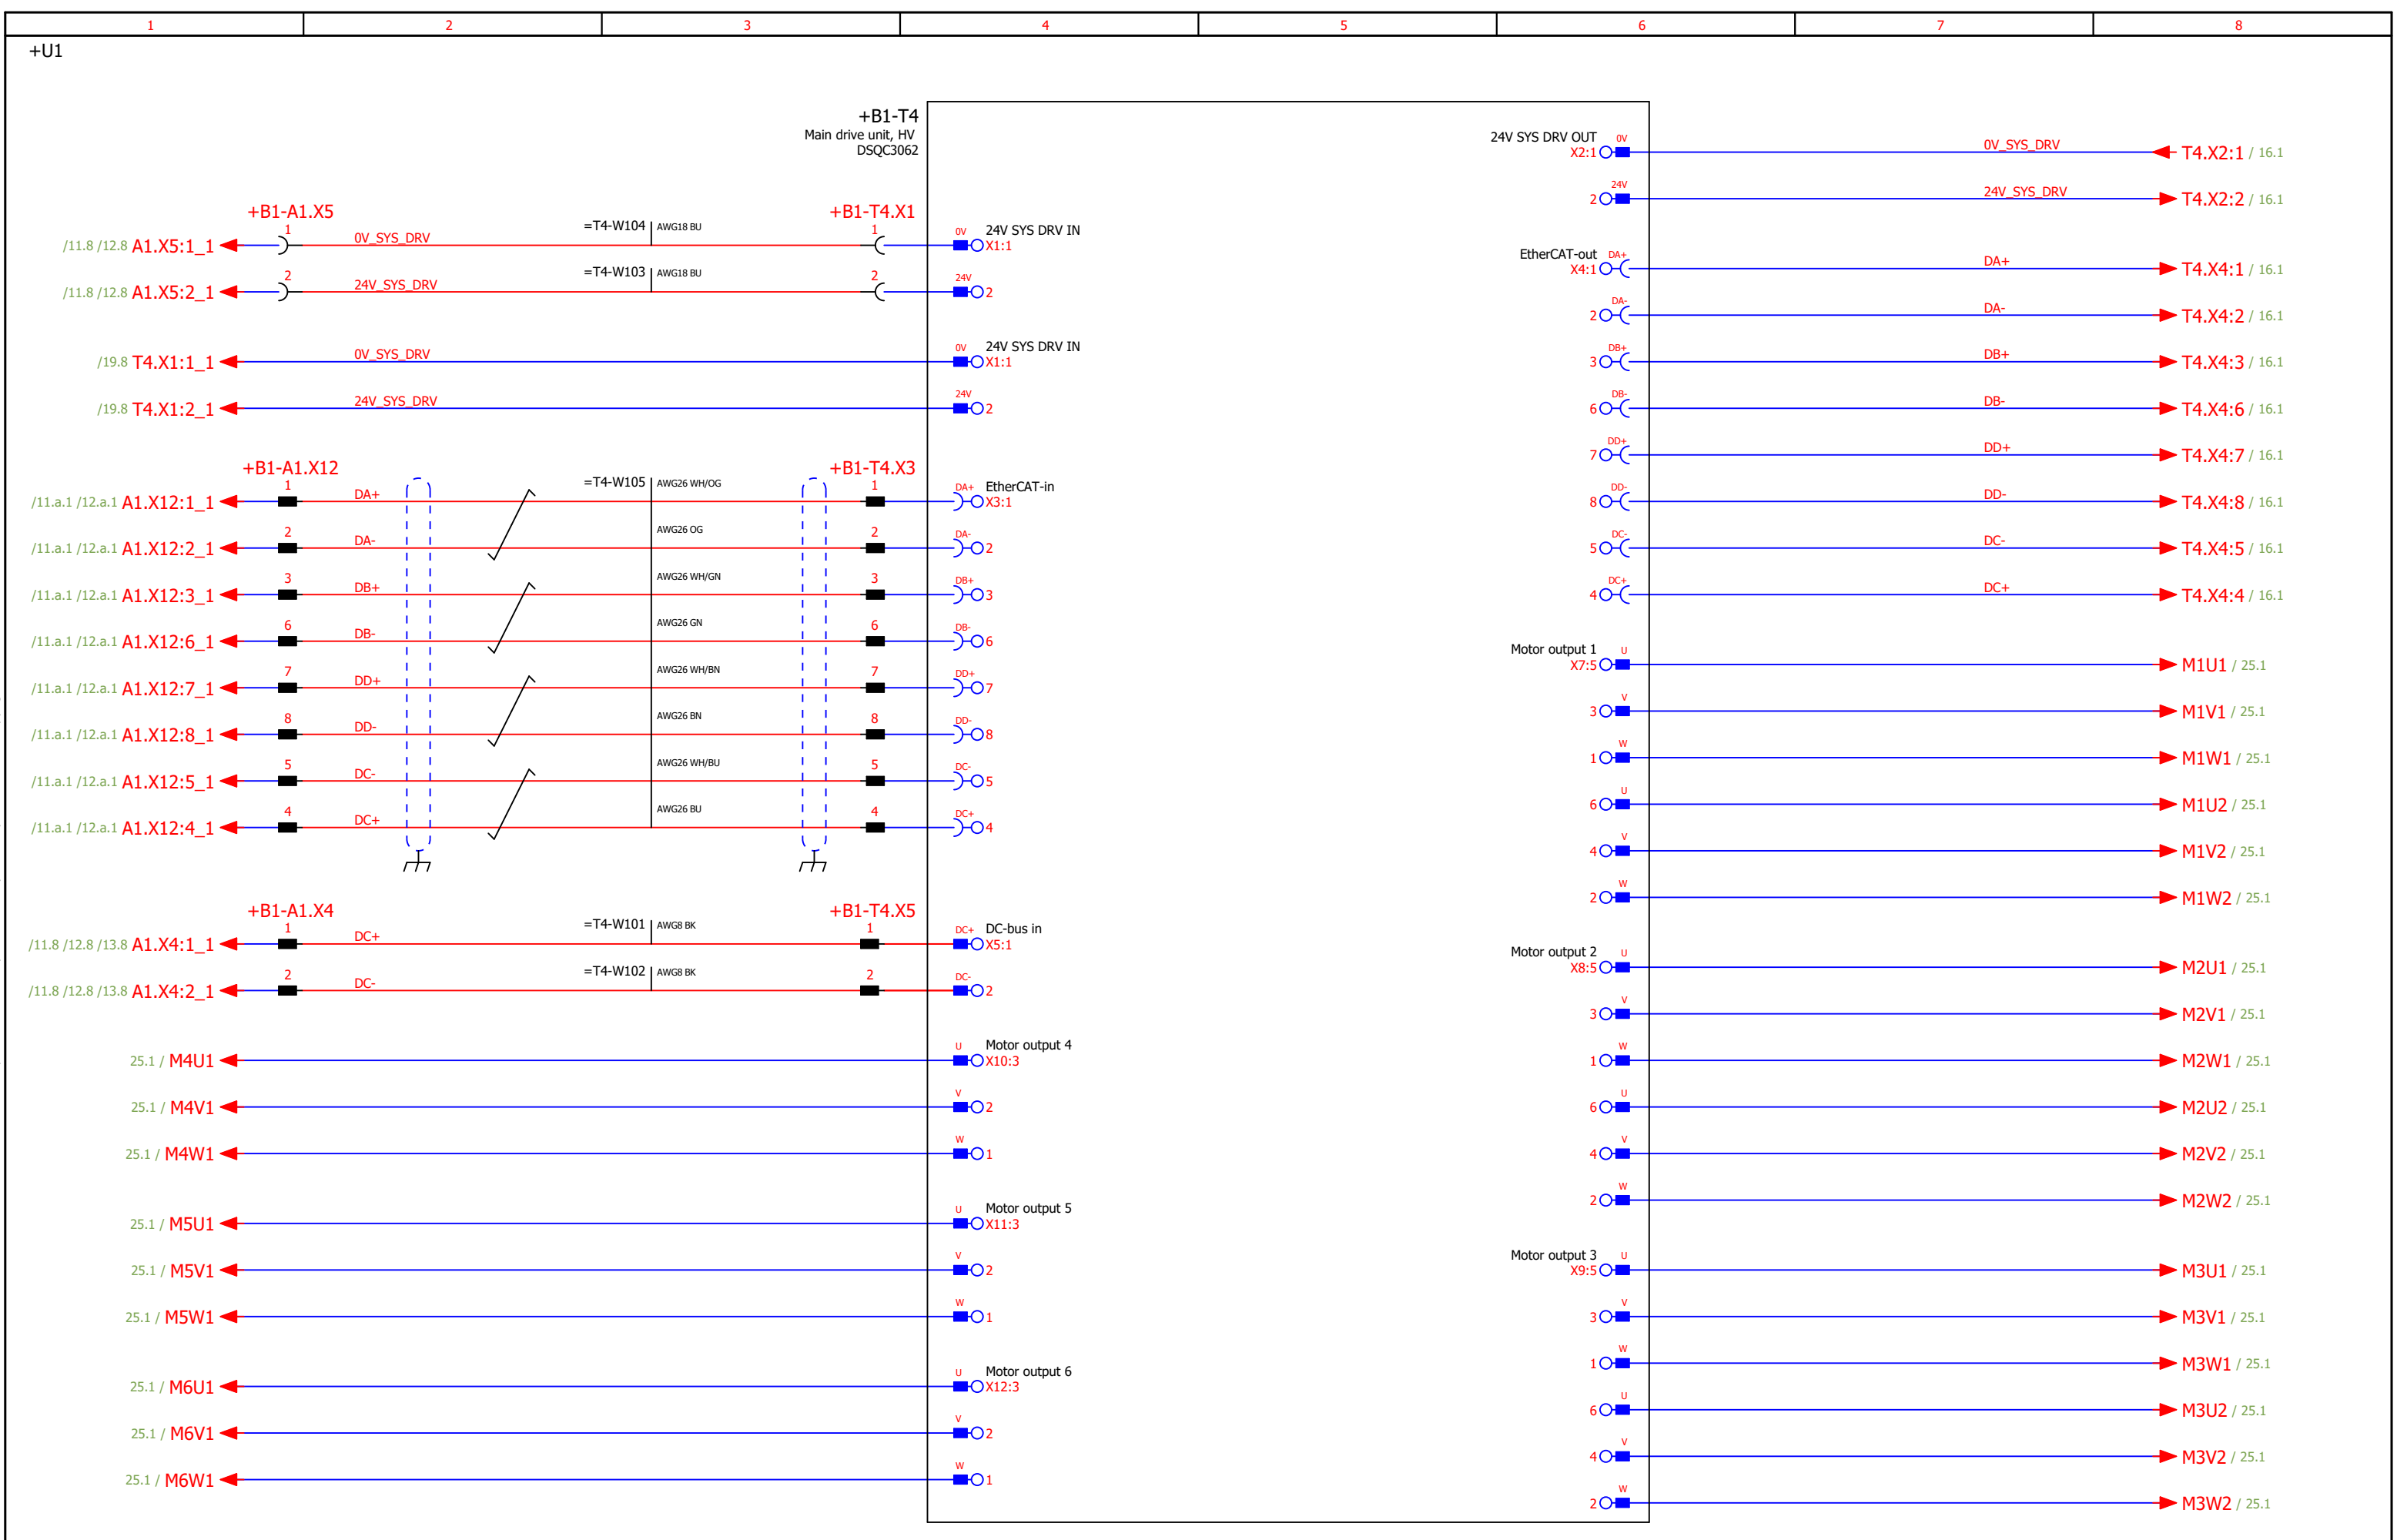 1 2 3 4 5 6 7 8
+U1
+B1-T4
Main drive unit, HV
DSQC3062
+B1-A1.X5
+B1-T4.X1
/11.8 /12.8 A1.X5:1_1 1 0V_SYS_DRV =T4-W104 AWG18 BU 1 0V 24V SYS DRV IN X1:1
/11.8 /12.8 A1.X5:2_1 2 24V_SYS_DRV =T4-W103 AWG18 BU 2 24V 2
/19.8 T4.X1:1_1 0V_SYS_DRV 0V 24V SYS DRV IN X1:1
/19.8 T4.X1:2_1 24V_SYS_DRV 24V 2
+B1-A1.X12
+B1-T4.X3
/11.a.1 /12.a.1 A1.X12:1_1 1 DA+ =T4-W105 AWG26 WH/OG 1 DA+ EtherCAT-in X3:1
/11.a.1 /12.a.1 A1.X12:2_1 2 DA- AWG26 OG 2 DA- 2
/11.a.1 /12.a.1 A1.X12:3_1 3 DB+ AWG26 WH/GN 3 DB+ 3
/11.a.1 /12.a.1 A1.X12:6_1 6 DB- AWG26 GN 6 DB- 6
/11.a.1 /12.a.1 A1.X12:7_1 7 DD+ AWG26 WH/BN 7 DD+ 7
/11.a.1 /12.a.1 A1.X12:8_1 8 DD- AWG26 BN 8 DD- 8
/11.a.1 /12.a.1 A1.X12:5_1 5 DC- AWG26 WH/BU 5 DC- 5
/11.a.1 /12.a.1 A1.X12:4_1 4 DC+ AWG26 BU 4 DC+ 4
+B1-A1.X4
+B1-T4.X5
/11.8 /12.8 /13.8 A1.X4:1_1 1 DC+ =T4-W101 AWG8 BK 1 DC+ DC-bus in X5:1
/11.8 /12.8 /13.8 A1.X4:2_1 2 DC- =T4-W102 AWG8 BK 2 DC- 2
25.1 / M4U1 U Motor output 4 X10:3
25.1 / M4V1 V 2
25.1 / M4W1 W 1
25.1 / M5U1 U Motor output 5 X11:3
25.1 / M5V1 V 2
25.1 / M5W1 W 1
25.1 / M6U1 U Motor output 6 X12:3
25.1 / M6V1 V 2
25.1 / M6W1 W 1
24V SYS DRV OUT X2:1 0V 0V_SYS_DRV T4.X2:1 / 16.1
2 24V 24V_SYS_DRV T4.X2:2 / 16.1
EtherCAT-out X4:1 DA+ DA+ T4.X4:1 / 16.1
2 DA- DA- T4.X4:2 / 16.1
3 DB+ DB+ T4.X4:3 / 16.1
6 DB- DB- T4.X4:6 / 16.1
7 DD+ DD+ T4.X4:7 / 16.1
8 DD- DD- T4.X4:8 / 16.1
5 DC- DC- T4.X4:5 / 16.1
4 DC+ DC+ T4.X4:4 / 16.1
Motor output 1 X7:5 U M1U1 / 25.1
3 V M1V1 / 25.1
1 W M1W1 / 25.1
6 U M1U2 / 25.1
4 V M1V2 / 25.1
2 W M1W2 / 25.1
Motor output 2 X8:5 U M2U1 / 25.1
3 V M2V1 / 25.1
1 W M2W1 / 25.1
6 U M2U2 / 25.1
4 V M2V2 / 25.1
2 W M2W2 / 25.1
Motor output 3 X9:5 U M3U1 / 25.1
3 V M3V1 / 25.1
1 W M3W1 / 25.1
6 U M3U2 / 25.1
4 V M3V2 / 25.1
2 W M3W2 / 25.1